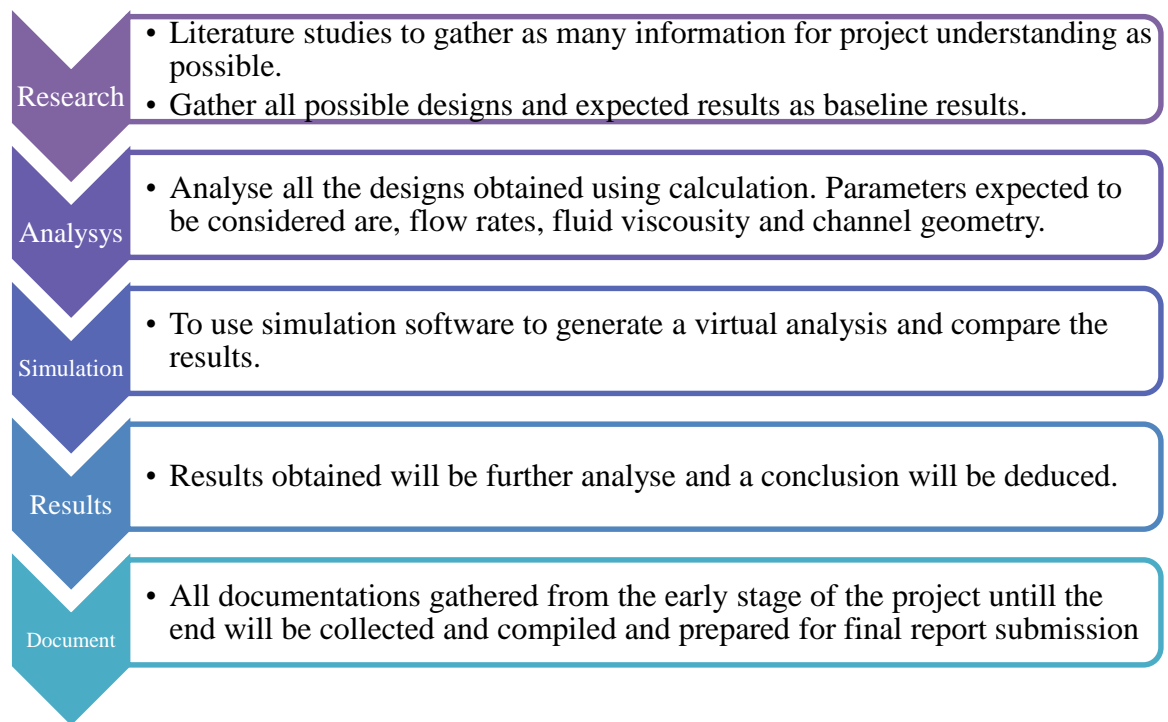 Research
• Literature studies to gather as many information for project understanding as
possible.
• Gather all possible designs and expected results as baseline results.
Analysys
• Analyse all the designs obtained using calculation. Parameters expected to
be considered are, flow rates, fluid viscousity and channel geometry.
Simulation
• To use simulation software to generate a virtual analysis and compare the
results.
Results
• Results obtained will be further analyse and a conclusion will be deduced.
Document
• All documentations gathered from the early stage of the project untill the
end will be collected and compiled and prepared for final report submission